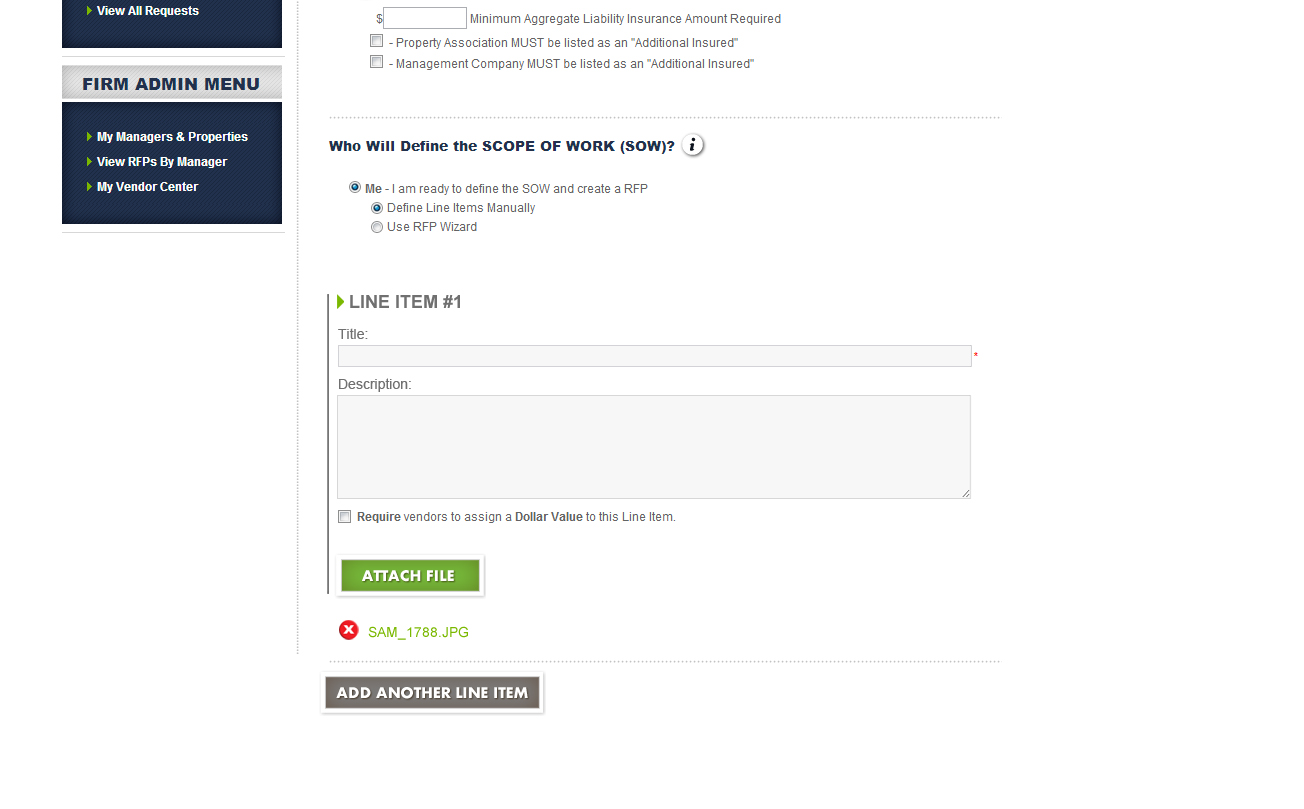 View All Requests
FIRM ADMIN MENU
My Managers & Properties
View RFPs By Manager
My Vendor Center
$ Minimum Aggregate Liability Insurance Amount Required
- Property Association MUST be listed as an "Additional Insured"
- Management Company MUST be listed as an "Additional Insured"
Who Will Define the SCOPE OF WORK (SOW)? i
Me - I am ready to define the SOW and create a RFP
Define Line Items Manually
Use RFP Wizard
LINE ITEM #1
Title:
*
Description:
Require vendors to assign a Dollar Value to this Line Item.
ATTACH FILE
SAM_1788.JPG
ADD ANOTHER LINE ITEM